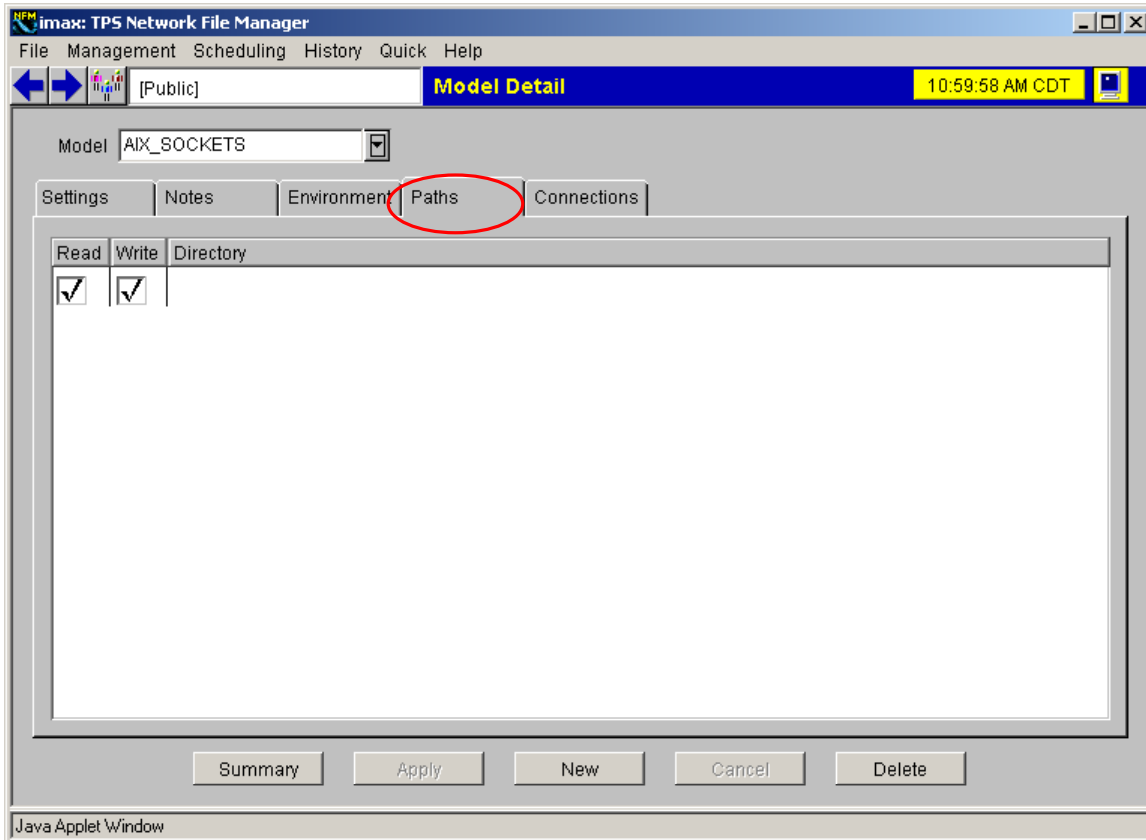 NFM imax: TPS Network File Manager
File Management Scheduling History Quick Help
[Public] Model Detail 10:59:58 AM CDT
Model AIX_SOCKETS
Settings Notes Environment Paths Connections
Read Write Directory
Summary Apply New Cancel Delete
Java Applet Window